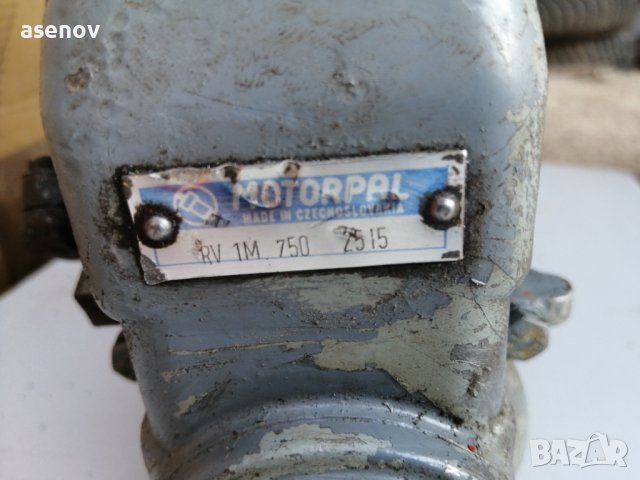 asenov
MOTORPAL
MADE IN CZECHOSLOVAKIA
RV 1M 750 2515
BAZAR